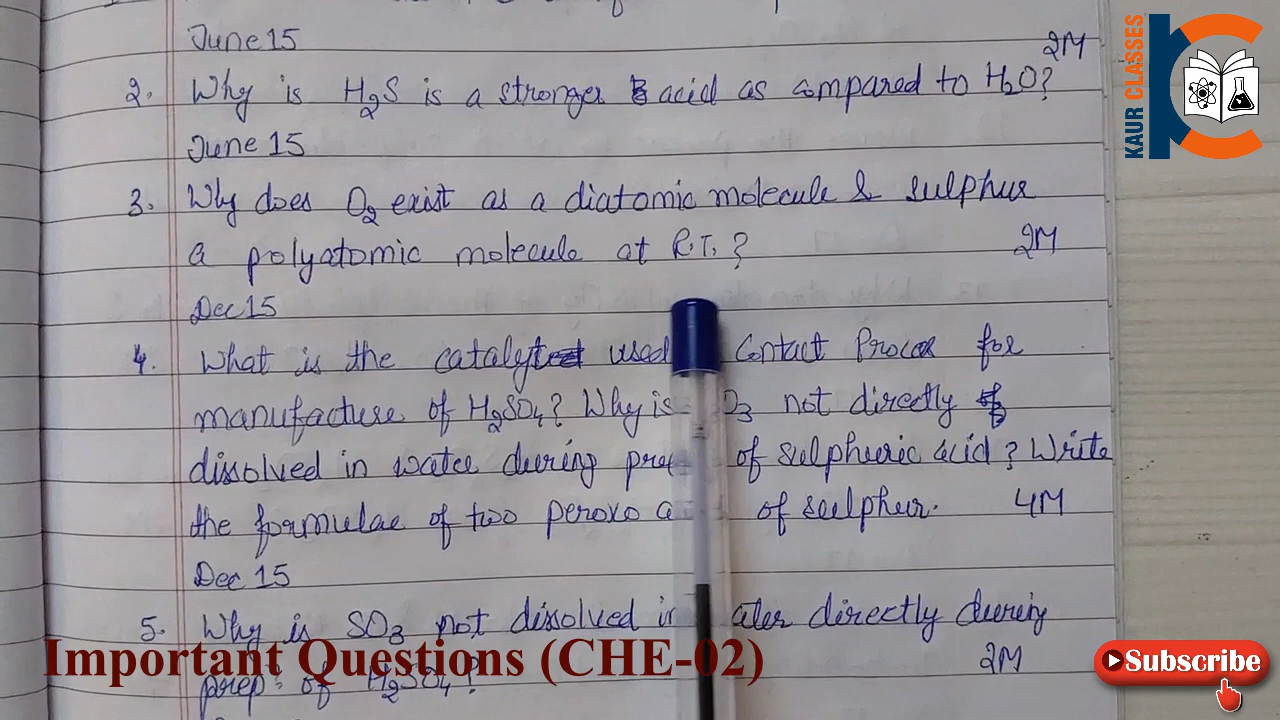 June 15
2M
2. Why is H2S is a stronger acid as compared to H2O?
June 15
3. Why does O2 exist as a diatomic molecule & sulphur
a polyatomic molecule at R.T.? 2M
Dec 15
4. What is the catalyt used Contact Process for
manufacture of H2SO4? Why is O3 not directly
dissolved in water during prep of sulphuric acid? Write
the formulae of two peroxo a of sulphur. 4M
Dec 15
5. Why is SO3 not dissolved in ater directly during
prepn of H2SO4? 2M
Important Questions (CHE-02)
KAUR CLASSES
Subscribe